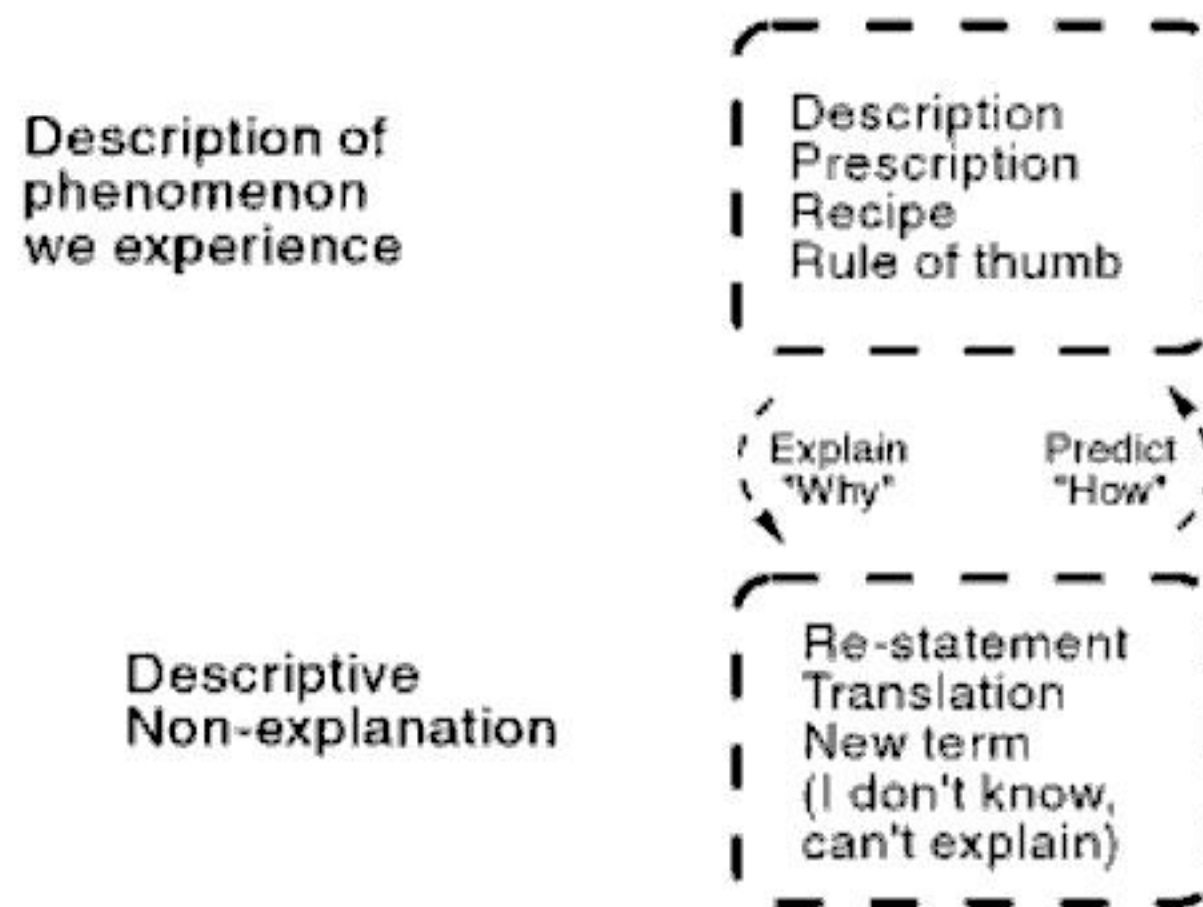 Description of
phenomenon
we experience
Description
Prescription
Recipe
Rule of thumb
Explain
"Why"
Predict
"How"
Descriptive
Non-explanation
Re-statement
Translation
New term
(I don't know,
can't explain)